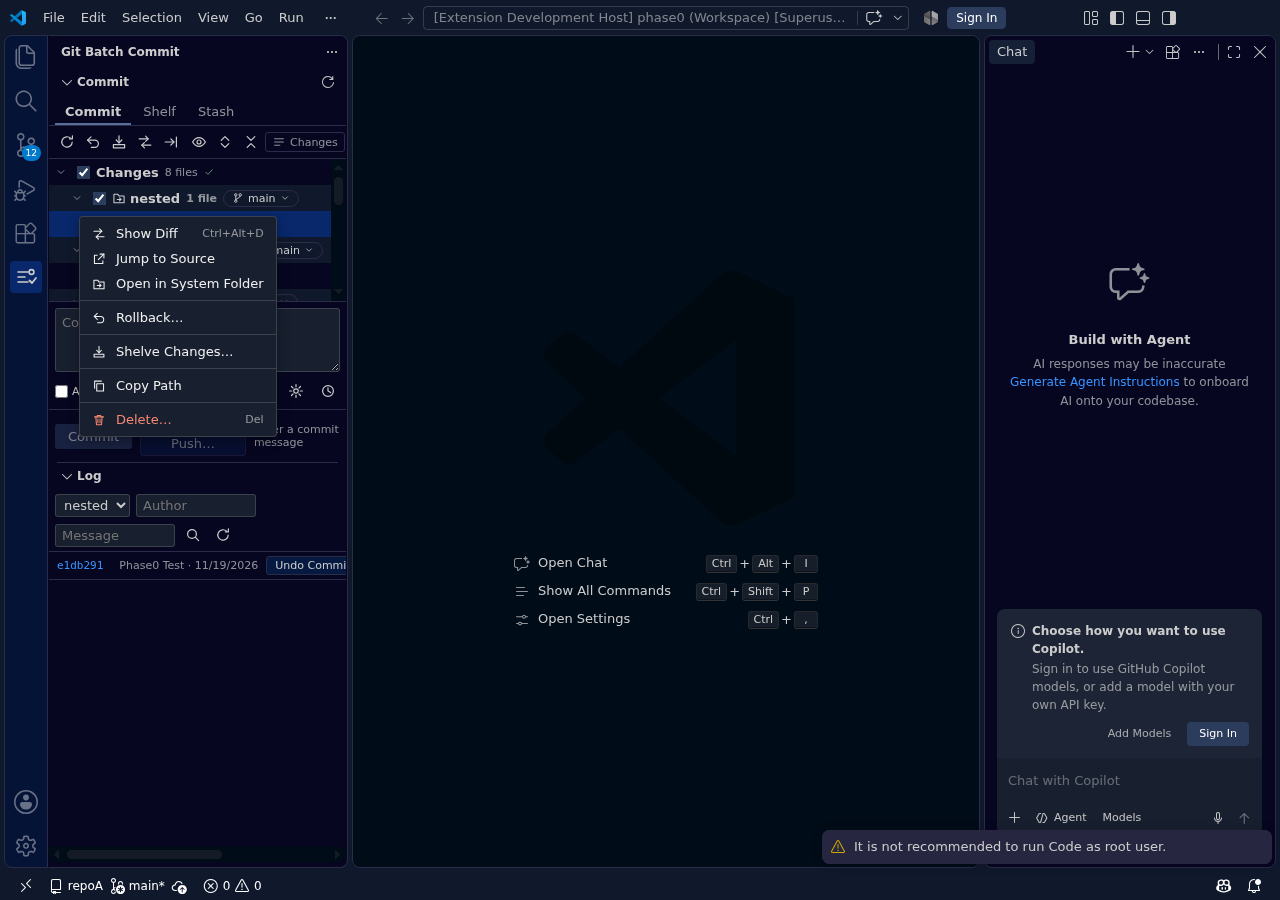 File Edit Selection View Go Run ···
[Extension Development Host] phase0 (Workspace) [Superus...
Sign In
Git Batch Commit
Commit
Commit Shelf Stash
Changes
Changes 8 files
nested 1 file main
Show Diff Ctrl+Alt+D
main
Jump to Source
Open in System Folder
Rollback...
Co
Shelve Changes...
Copy Path
A
Delete... Del
Commit
Push...
er a commit
message
Log
nested Author
Message
e1db291 Phase0 Test · 11/19/2026 Undo Commi
Open Chat Ctrl + Alt + I
Show All Commands Ctrl + Shift + P
Open Settings Ctrl + ,
Chat
Build with Agent
AI responses may be inaccurate
Generate Agent Instructions to onboard
AI onto your codebase.
Choose how you want to use
Copilot.
Sign in to use GitHub Copilot
models, or add a model with your
own API key.
Add Models Sign In
Chat with Copilot
Agent Models
It is not recommended to run Code as root user.
12
repoA main* 0 0